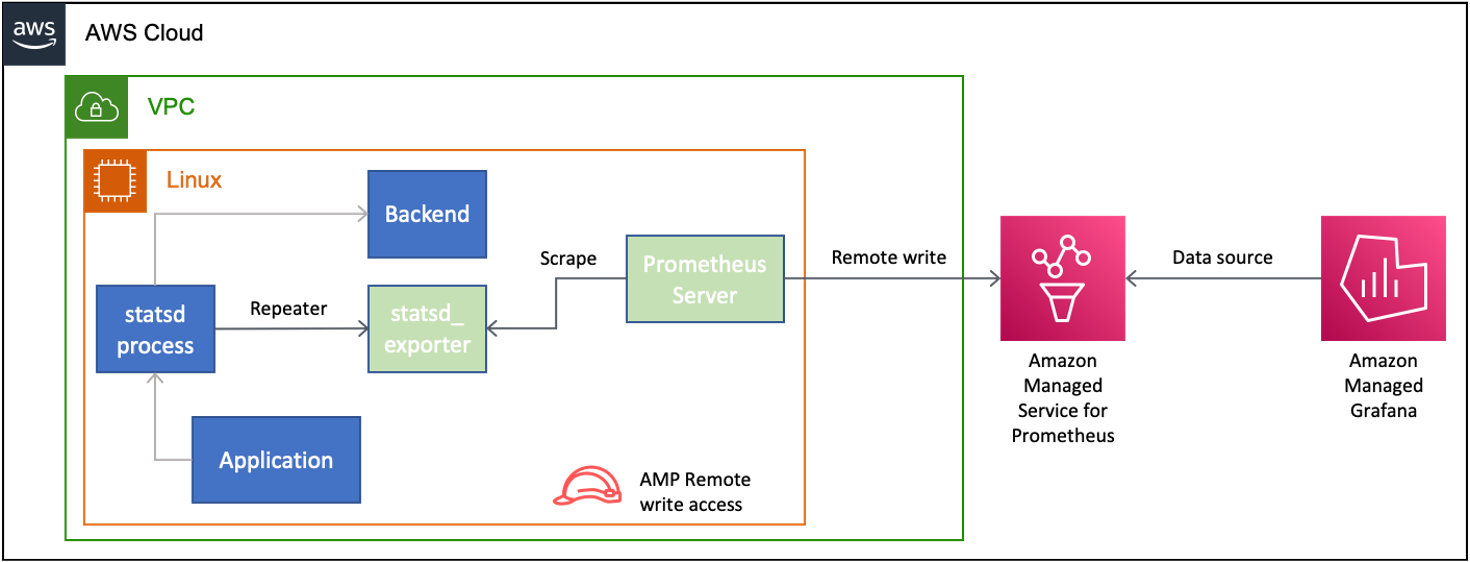 aws
AWS Cloud
VPC
Linux
Backend
Scrape
Prometheus
Server
Remote write
Data source
statsd
process
Repeater
statsd_
exporter
Application
AMP Remote
write access
Amazon
Managed
Service for
Prometheus
Amazon
Managed
Grafana